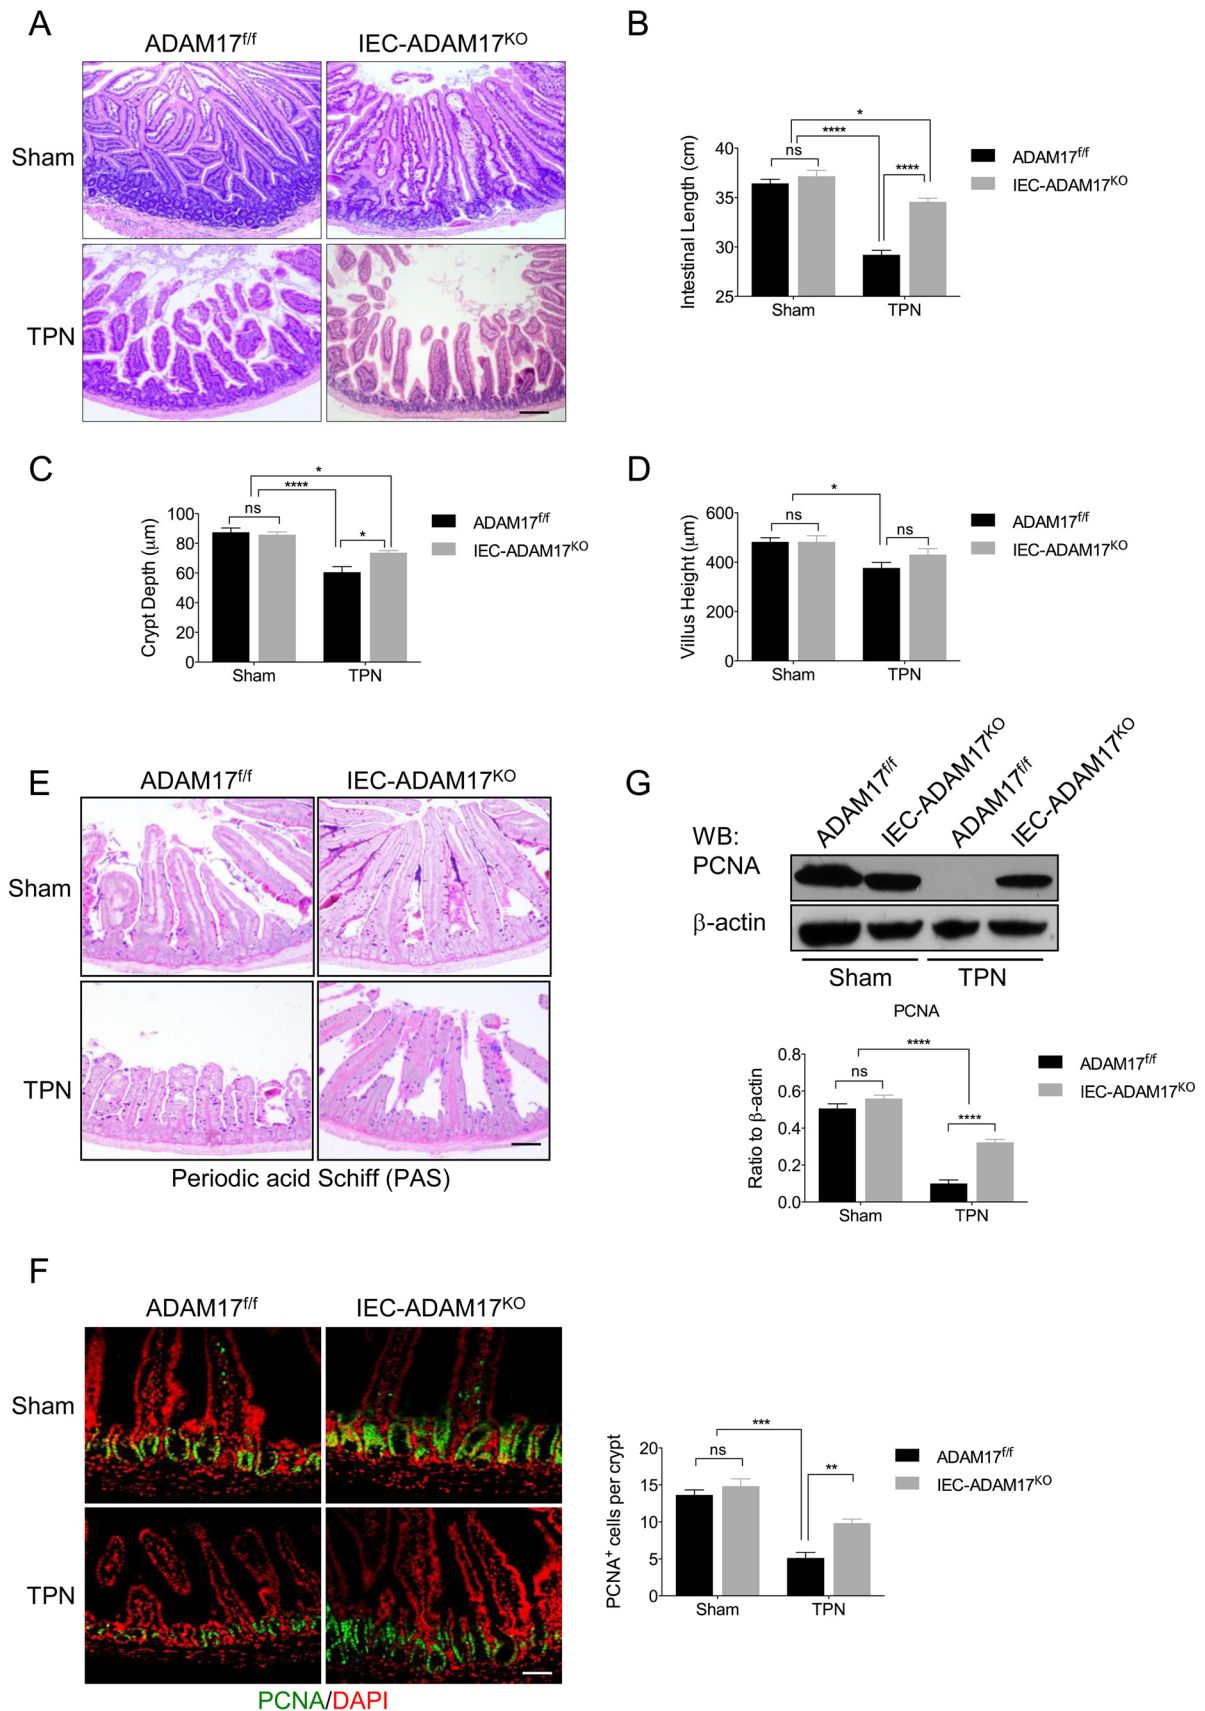 A
ADAM17f/f
IEC-ADAM17KO
Sham
TPN
B
Intestinal Length (cm)
40
35
30
25
ns
****
*
****
Sham
TPN
ADAM17f/f
IEC-ADAM17KO
C
Crypt Depth (μm)
100
80
60
40
20
0
ns
****
*
*
Sham
TPN
ADAM17f/f
IEC-ADAM17KO
D
Villus Height (μm)
600
400
200
0
ns
*
ns
Sham
TPN
ADAM17f/f
IEC-ADAM17KO
E
ADAM17f/f
IEC-ADAM17KO
Sham
TPN
Periodic acid Schiff (PAS)
G
ADAM17f/f
IEC-ADAM17KO
ADAM17f/f
IEC-ADAM17KO
WB:
PCNA
β-actin
Sham
TPN
PCNA
Ratio to β-actin
0.8
0.6
0.4
0.2
0.0
ns
****
****
Sham
TPN
ADAM17f/f
IEC-ADAM17KO
F
ADAM17f/f
IEC-ADAM17KO
Sham
TPN
PCNA/DAPI
PCNA+ cells per crypt
20
15
10
5
0
ns
***
**
Sham
TPN
ADAM17f/f
IEC-ADAM17KO